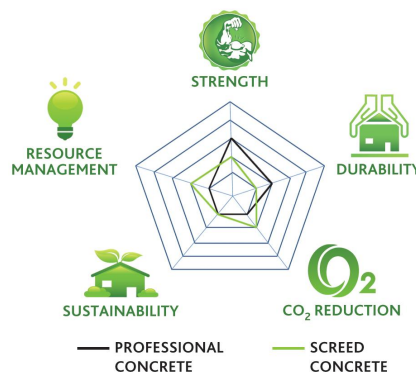 STRENGTH
RESOURCE
MANAGEMENT
DURABILITY
SUSTAINABILITY
O2
CO₂ REDUCTION
PROFESSIONAL
CONCRETE
SCREED
CONCRETE